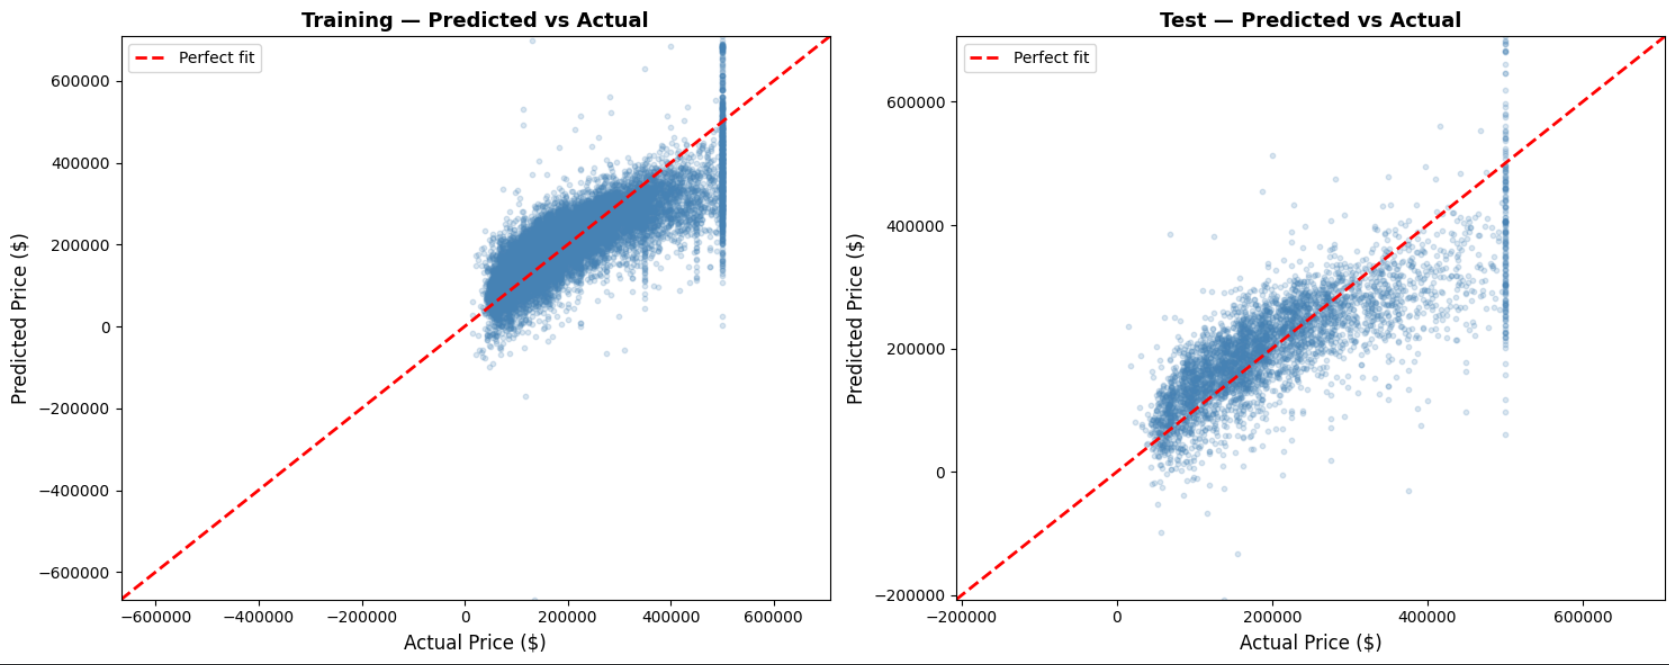 Training — Predicted vs Actual
Perfect fit
600000
400000
200000
0
−200000
−400000
−600000
Predicted Price ($)
−600000 −400000 −200000 0 200000 400000 600000
Actual Price ($)
Test — Predicted vs Actual
Perfect fit
600000
400000
200000
0
−200000
Predicted Price ($)
−200000 0 200000 400000 600000
Actual Price ($)